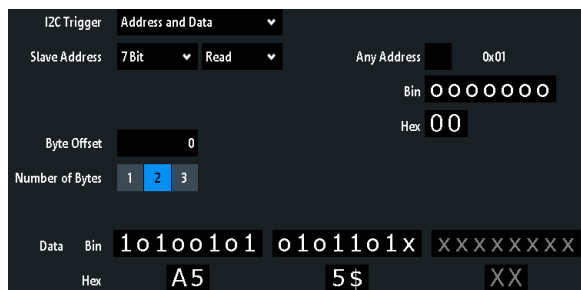 I2C Trigger Address and Data
Slave Address 7 Bit Read Any Address 0x01
Bin 0000000
Hex 00
Byte Offset 0
Number of Bytes 1 2 3
Data Bin 10100101 0101101X XXXXXXXX
Hex A5 5$ XX